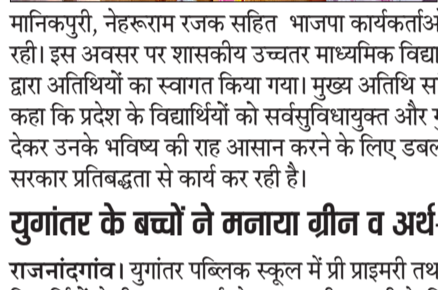 मानिकपुरी, नेहरूराम रजक सहित भाजपा कार्यकर्ताओं
रही। इस अवसर पर शासकीय उच्चतर माध्यमिक
द्वारा अतिथियों का स्वागत किया गया। मुख्य अतिथि
कहा कि प्रदेश के विद्यार्थियों को सर्वसुविधायुक्त और
देकर उनके भविष्य की राह आसान करने के लिए
सरकार प्रतिबद्धता से कार्य कर रही है।
युगांतर के बच्चों ने मनाया ग्रीन व अर्थ
राजनांदगांव। युगांतर पब्लिक स्कूल में प्री प्राइमरी